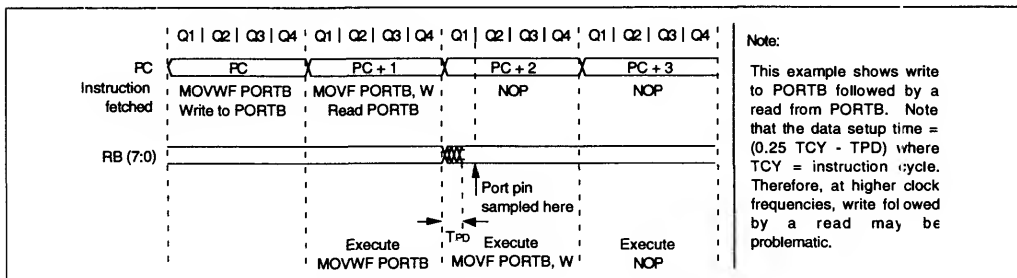 Q1 | Q2 | Q3 | Q4 Q1 | Q2 | Q3 | Q4 Q1 | Q2 | Q3 | Q4 Q1 | Q2 | Q3 | Q4
PC PC PC + 1 PC + 2 PC + 3
Instruction fetched
MOVWF PORTB
Write to PORTB
MOVF PORTB, W
Read PORTB
NOP
NOP
RB (7:0)
Port pin
sampled here
TPD
Execute
MOVWF PORTB
Execute
MOVF PORTB, W
Execute
NOP
Note:
This example shows write
to PORTB followed by a
read from PORTB. Note
that the data setup time =
(0.25 TCY - TPD) where
TCY = instruction cycle.
Therefore, at higher clock
frequencies, write followed
by a read may be
problematic.